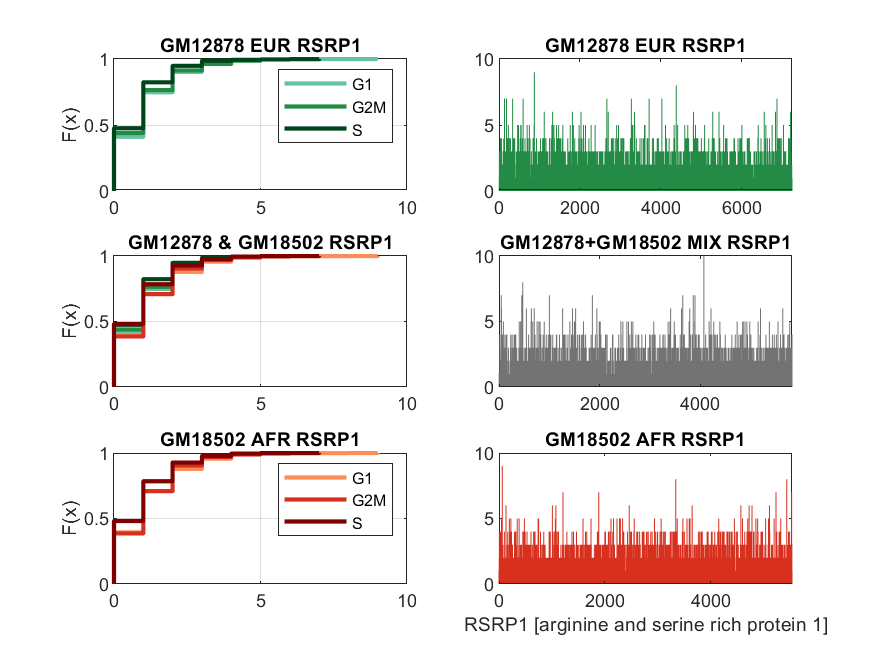 GM12878 EUR RSRP1
1
0.5
0
F(x)
G1
G2M
S
0 5 10
GM12878 EUR RSRP1
10
5
0
0 2000 4000 6000
GM12878 & GM18502 RSRP1
1
0.5
0
F(x)
0 5 10
GM12878+GM18502 MIX RSRP1
10
5
0
0 2000 4000
GM18502 AFR RSRP1
1
0.5
0
F(x)
G1
G2M
S
0 5 10
GM18502 AFR RSRP1
10
5
0
0 2000 4000
RSRP1 [arginine and serine rich protein 1]